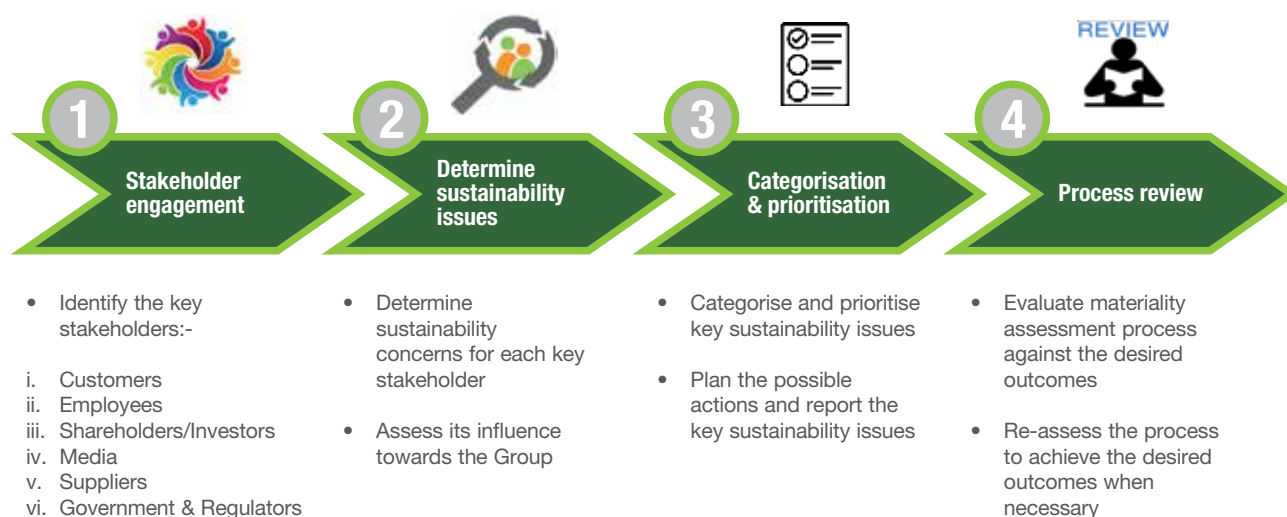 REVIEW
1
Stakeholder
engagement
2
Determine
sustainability
issues
3
Categorisation
& prioritisation
4
Process review
• Identify the key
stakeholders:-
i. Customers
ii. Employees
iii. Shareholders/Investors
iv. Media
v. Suppliers
vi. Government & Regulators
• Determine
sustainability
concerns for each key
stakeholder
• Assess its influence
towards the Group
• Categorise and prioritise
key sustainability issues
• Plan the possible
actions and report the
key sustainability issues
• Evaluate materiality
assessment process
against the desired
outcomes
• Re-assess the process
to achieve the desired
outcomes when
necessary